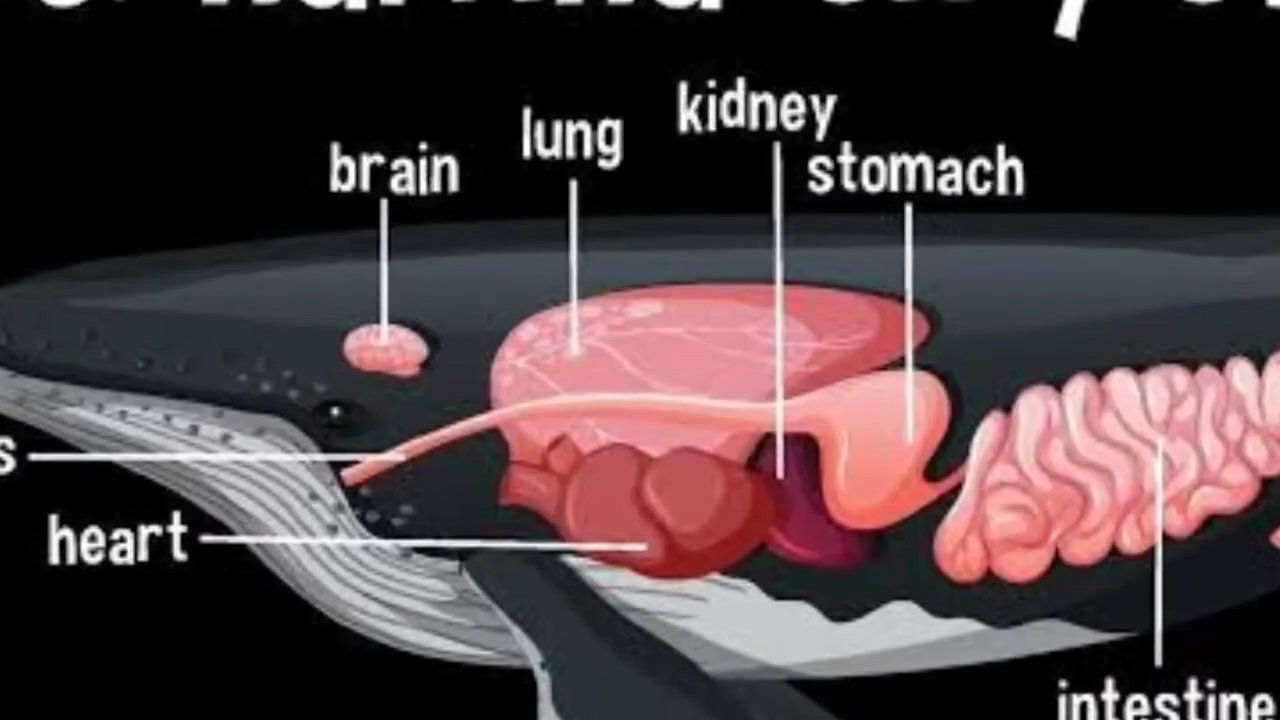 kidney
lung
stomach
brain
s
heart
intestine